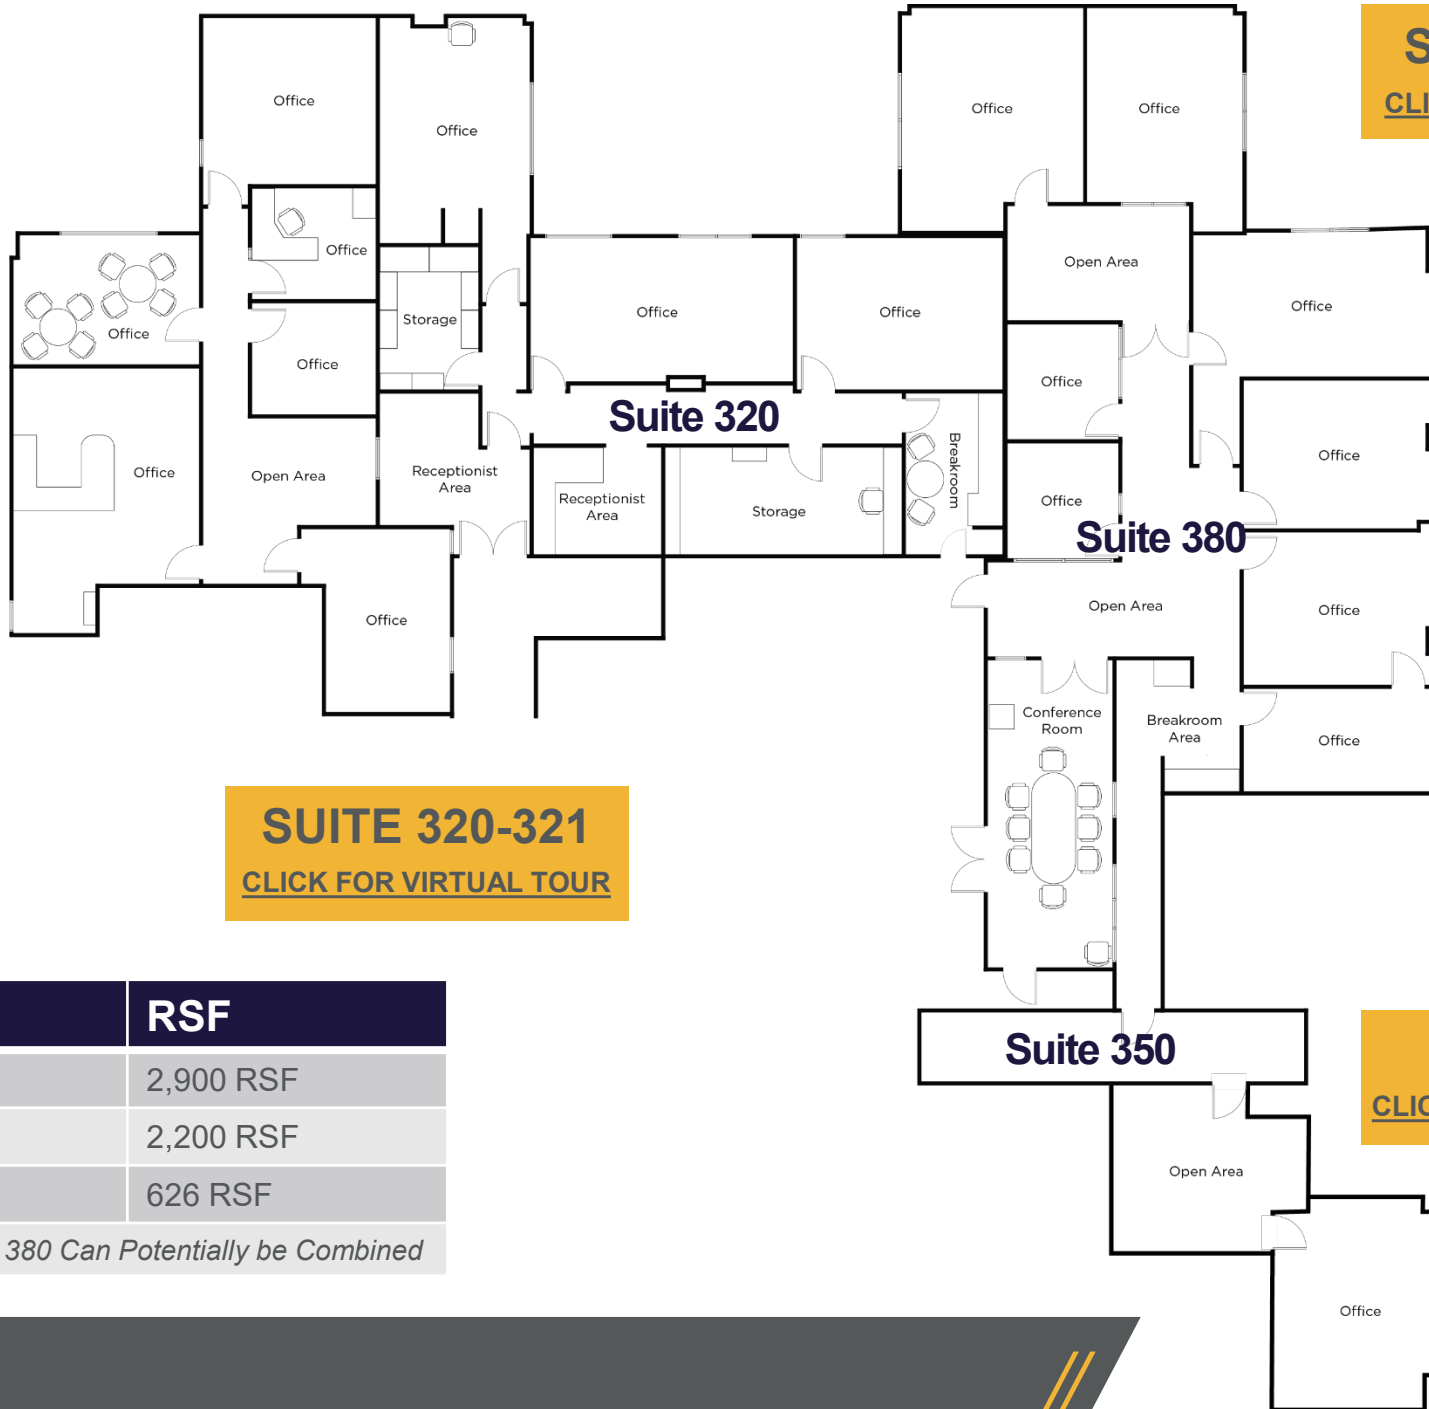 Office
Office
Office
Office
Office
Office
Office
Open Area
Office
Storage
Receptionist
Area
Office
Office
Suite 320
Receptionist
Area
Storage
Breakroom
Office
Office
Open Area
Office
Office
Office
Office
Suite 380
Open Area
Office
Office
Conference
Room
Breakroom
Area
Suite 350
Open Area
Office
S
CLI
SUITE 320-321
CLICK FOR VIRTUAL TOUR
CLIC
RSF
2,900 RSF
2,200 RSF
626 RSF
380 Can Potentially be Combined